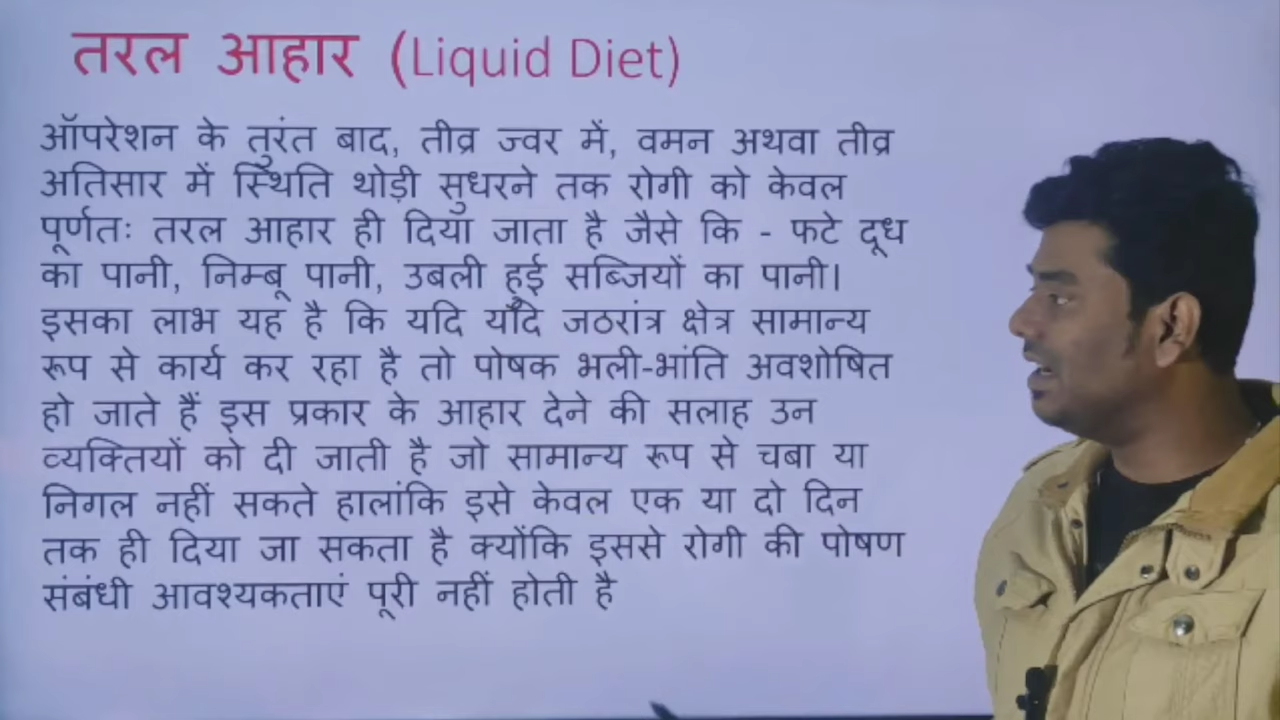 तरल आहार (Liquid Diet)
ऑपरेशन के तुरंत बाद, तीव्र ज्वर में, वमन अथवा तीव्र
अतिसार में स्थिति थोड़ी सुधरने तक रोगी को केवल
पूर्णतः तरल आहार ही दिया जाता है जैसे कि - फटे दूध
का पानी, निम्बू पानी, उबली हुई सब्जियों का पानी।
इसका लाभ यह है कि यदि यदि जठरांत्र क्षेत्र सामान्य
रूप से कार्य कर रहा है तो पोषक भली-भांति अवशोषित
हो जाते हैं इस प्रकार के आहार देने की सलाह उन
व्यक्तियों को दी जाती है जो सामान्य रूप से चबा या
निगल नहीं सकते हालांकि इसे केवल एक या दो दिन
तक ही दिया जा सकता है क्योंकि इससे रोगी की पोषण
संबंधी आवश्यकताएं पूरी नहीं होती है